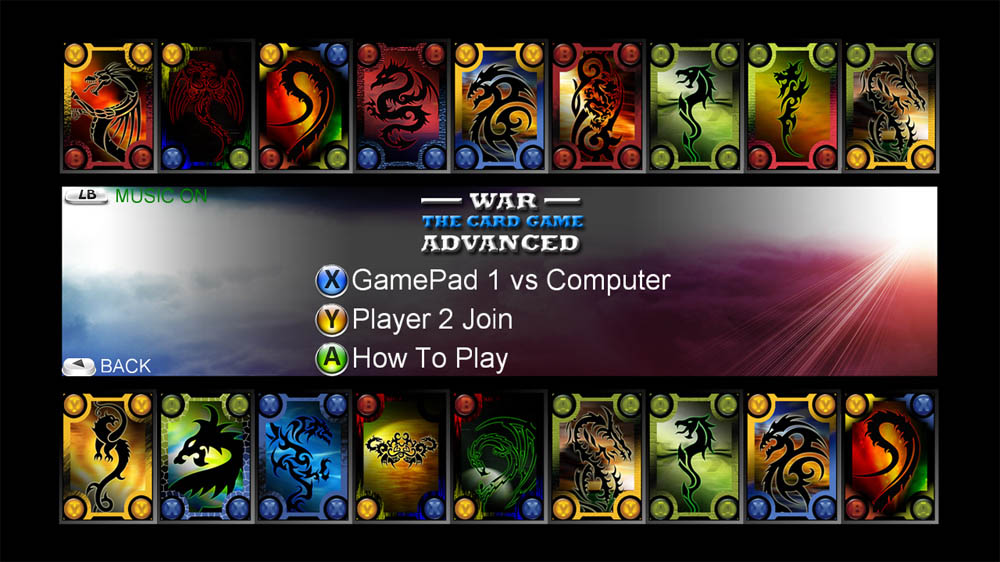 Y Y Y Y Y X B B Y Y B B A A A A Y Y
B B X A B A X X X X B B A A B B Y Y
LB MUSIC ON
WAR
THE CARD GAME
ADVANCED
X GamePad 1 vs Computer
Y Player 2 Join
A How To Play
BACK
Y Y A A X X B B B B A A A A Y Y B X
Y Y X X X X Y Y Y X Y Y A A X X B A